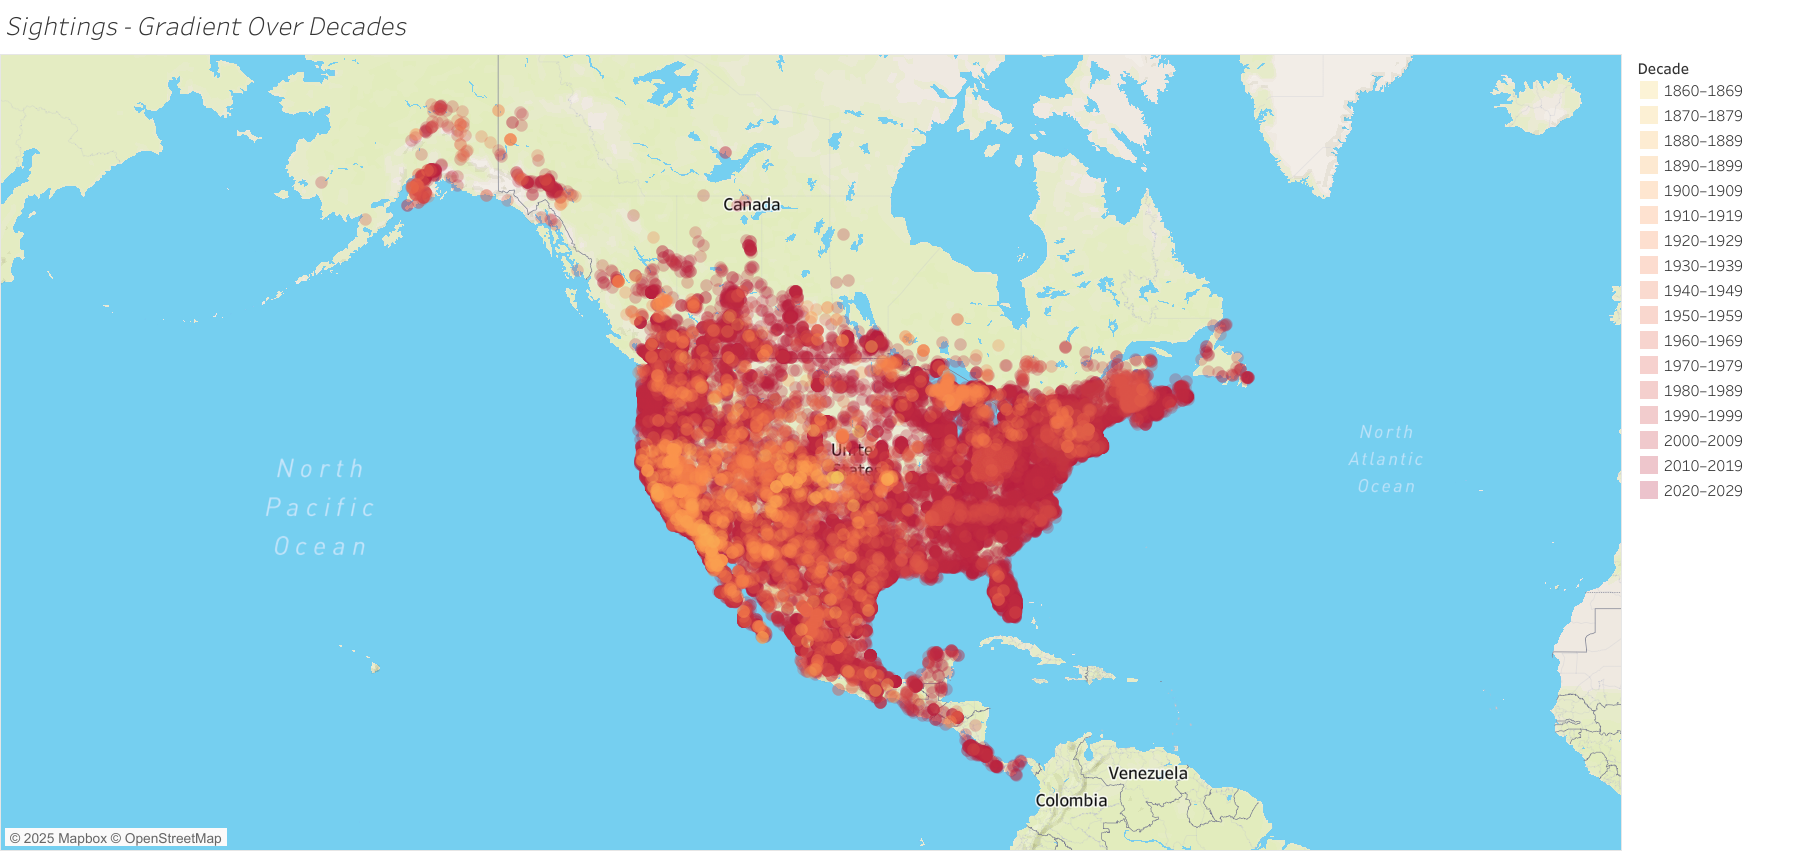 Sightings - Gradient Over Decades
Decade
1860–1869
1870–1879
1880–1889
1890–1899
1900–1909
1910–1919
1920–1929
1930–1939
1940–1949
1950–1959
1960–1969
1970–1979
1980–1989
1990–1999
2000–2009
2010–2019
2020–2029
Canada
United
States
North
Pacific
Ocean
North
Atlantic
Ocean
Venezuela
Colombia
© 2025 Mapbox © OpenStreetMap